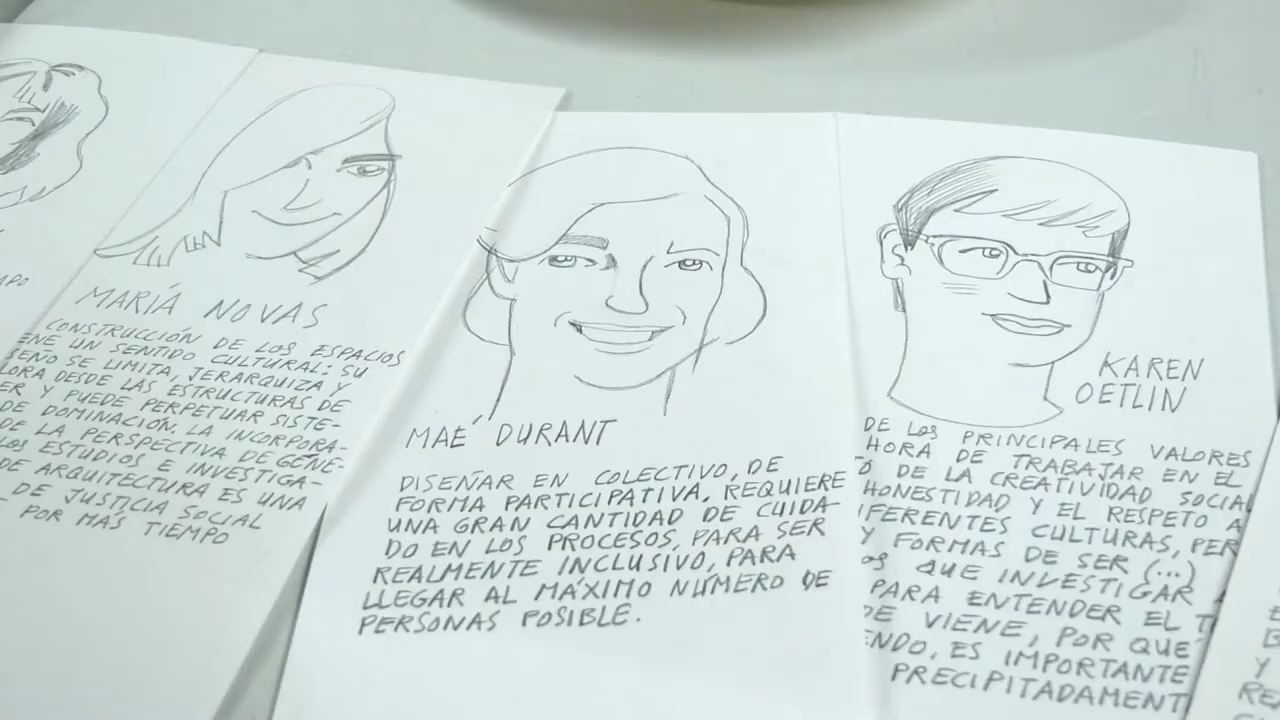 MPO
MARÍA NOVAS
CONSTRUCCIÓN DE LOS ESPACIOS
ENE UN SENTIDO CULTURAL: SU
SEÑO SE LIMITA, JERARQUIZA Y
LORA DESDE LAS ESTRUCTURAS DE
ER Y PUEDE PERPETUAR SISTE-
DE DOMINACIÓN. LA INCORPORA-
DE LA PERSPECTIVA DE GÉNE-
LOS ESTUDIOS E INVESTIGA-
DE ARQUITECTURA ES UNA
DE JUSTICIA SOCIAL
POR MÁS TIEMPO
MAÉ DURANT
DISEÑAR EN COLECTIVO, DE
FORMA PARTICIPATIVA, REQUIERE
UNA GRAN CANTIDAD DE CUIDA-
DO EN LOS PROCESOS, PARA SER
REALMENTE INCLUSIVO, PARA
LLEGAR AL MÁXIMO NÚMERO DE
PERSONAS POSIBLE.
KAREN
OETLIN
DE LOS PRINCIPALES VALORES
HORA DE TRABAJAR EN EL
O DE LA CREATIVIDAD SOCIAL
HONESTIDAD Y EL RESPETO A
IFERENTES CULTURAS, PER
Y FORMAS DE SER (...)
OS QUE INVESTIGAR
PARA ENTENDER EL T
DE VIENE, POR QUÉ
ENDO, ES IMPORTANTE
PRECIPITADAMENT
Y
RE